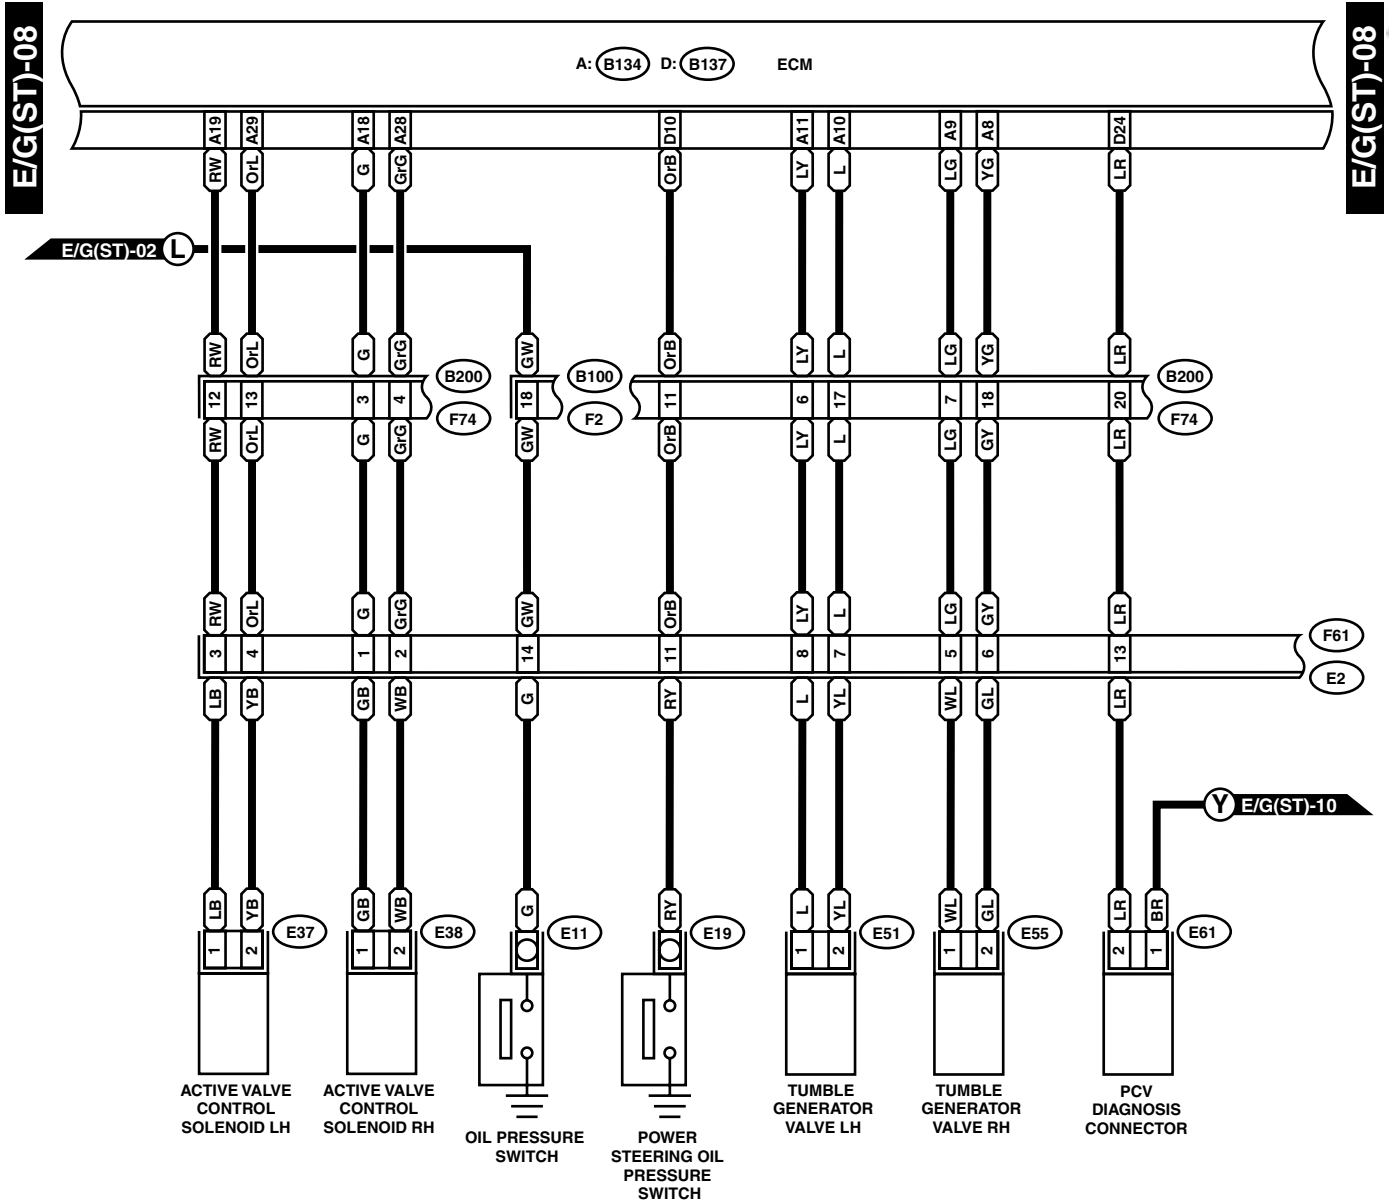 E/G(ST)-08
E/G(ST)-08
A: B134 D: B137 ECM
A19 A29 A18 A28 D10 A11 A10 A9 A8 D24
RW OrL G GrG OrB LY L LG YG LR
E/G(ST)-02 L
RW OrL G GrG GW OrB LY L LG YG LR
B200 B100 B200
12 13 3 4 18 11 6 17 7 18 20
F74 F2 F74
RW OrL G GrG GW OrB LY L LG GY LR
RW OrL G GrG GW OrB LY L LG GY LR
F61
3 4 1 2 14 11 8 7 5 6 13
E2
LB YB GB WB G RY L YL WL GL LR
Y E/G(ST)-10
LB YB GB WB G RY L YL WL GL LR BR
E37 E38 E11 E19 E51 E55 E61
1 2 1 2 1 2 1 2 2 1
ACTIVE VALVE
CONTROL
SOLENOID LH
ACTIVE VALVE
CONTROL
SOLENOID RH
OIL PRESSURE
SWITCH
POWER
STEERING OIL
PRESSURE
SWITCH
TUMBLE
GENERATOR
VALVE LH
TUMBLE
GENERATOR
VALVE RH
PCV
DIAGNOSIS
CONNECTOR